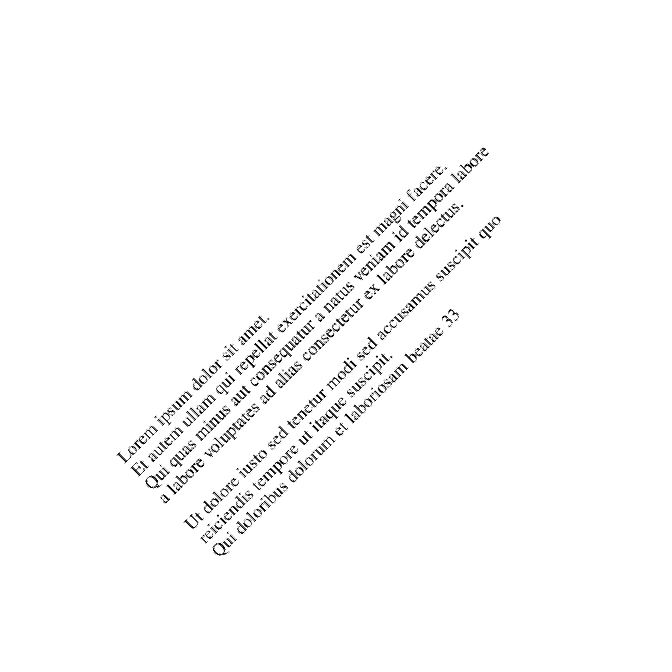 Lorem ipsum dolor sit amet.
Et autem ullam qui repellat exercitationem est magni facere.
Qui quas minus aut consequatur a natus veniam id tempora labore
a labore voluptates ad alias consectetur ex labore delectus.
Ut dolore iusto sed tenetur modi sed accusamus suscipit quo
reiciendis tempore ut itaque suscipit.
Qui doloribus dolorum et laboriosam beatae 33